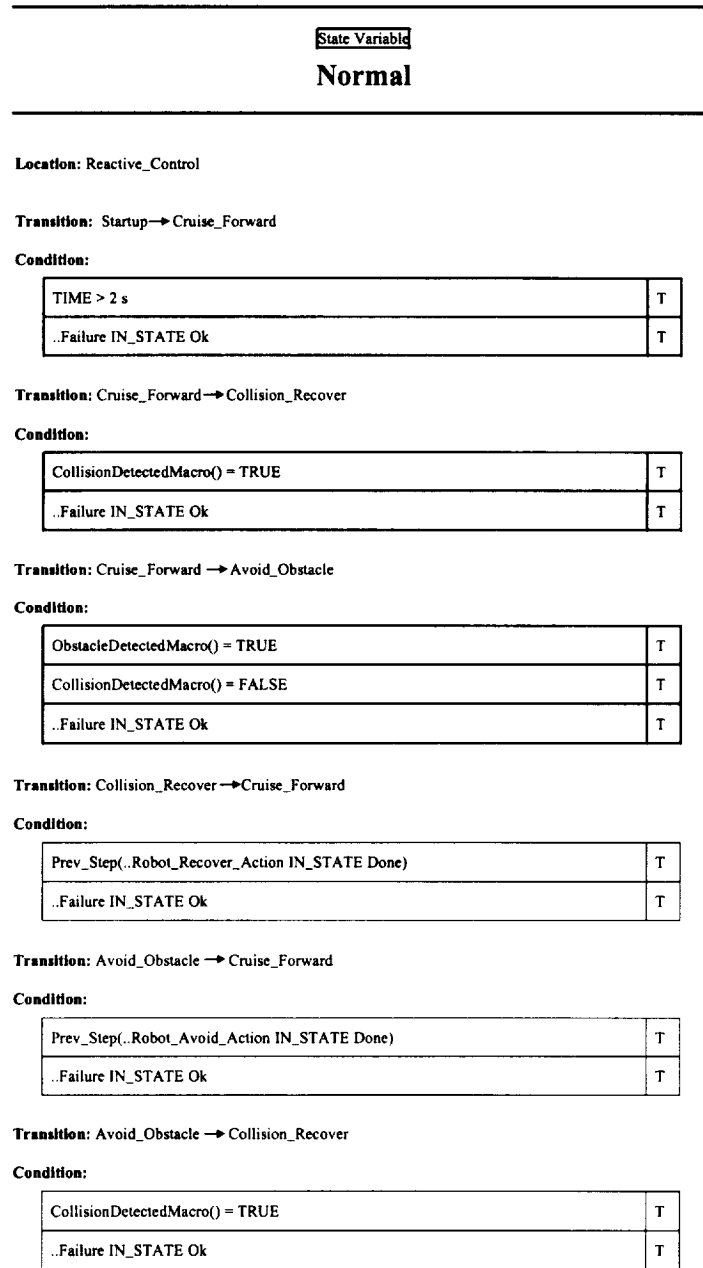 State Variable
Normal
Location: Reactive_Control
Transition: Startup→Cruise_Forward
Condition:
TIME > 2 s T
..Failure IN_STATE Ok T
Transition: Cruise_Forward→Collision_Recover
Condition:
CollisionDetectedMacro() = TRUE T
..Failure IN_STATE Ok T
Transition: Cruise_Forward→Avoid_Obstacle
Condition:
ObstacleDetectedMacro() = TRUE T
CollisionDetectedMacro() = FALSE T
..Failure IN_STATE Ok T
Transition: Collision_Recover→Cruise_Forward
Condition:
Prev_Step(..Robot_Recover_Action IN_STATE Done) T
..Failure IN_STATE Ok T
Transition: Avoid_Obstacle→Cruise_Forward
Condition:
Prev_Step(..Robot_Avoid_Action IN_STATE Done) T
..Failure IN_STATE Ok T
Transition: Avoid_Obstacle→Collision_Recover
Condition:
CollisionDetectedMacro() = TRUE T
..Failure IN_STATE Ok T